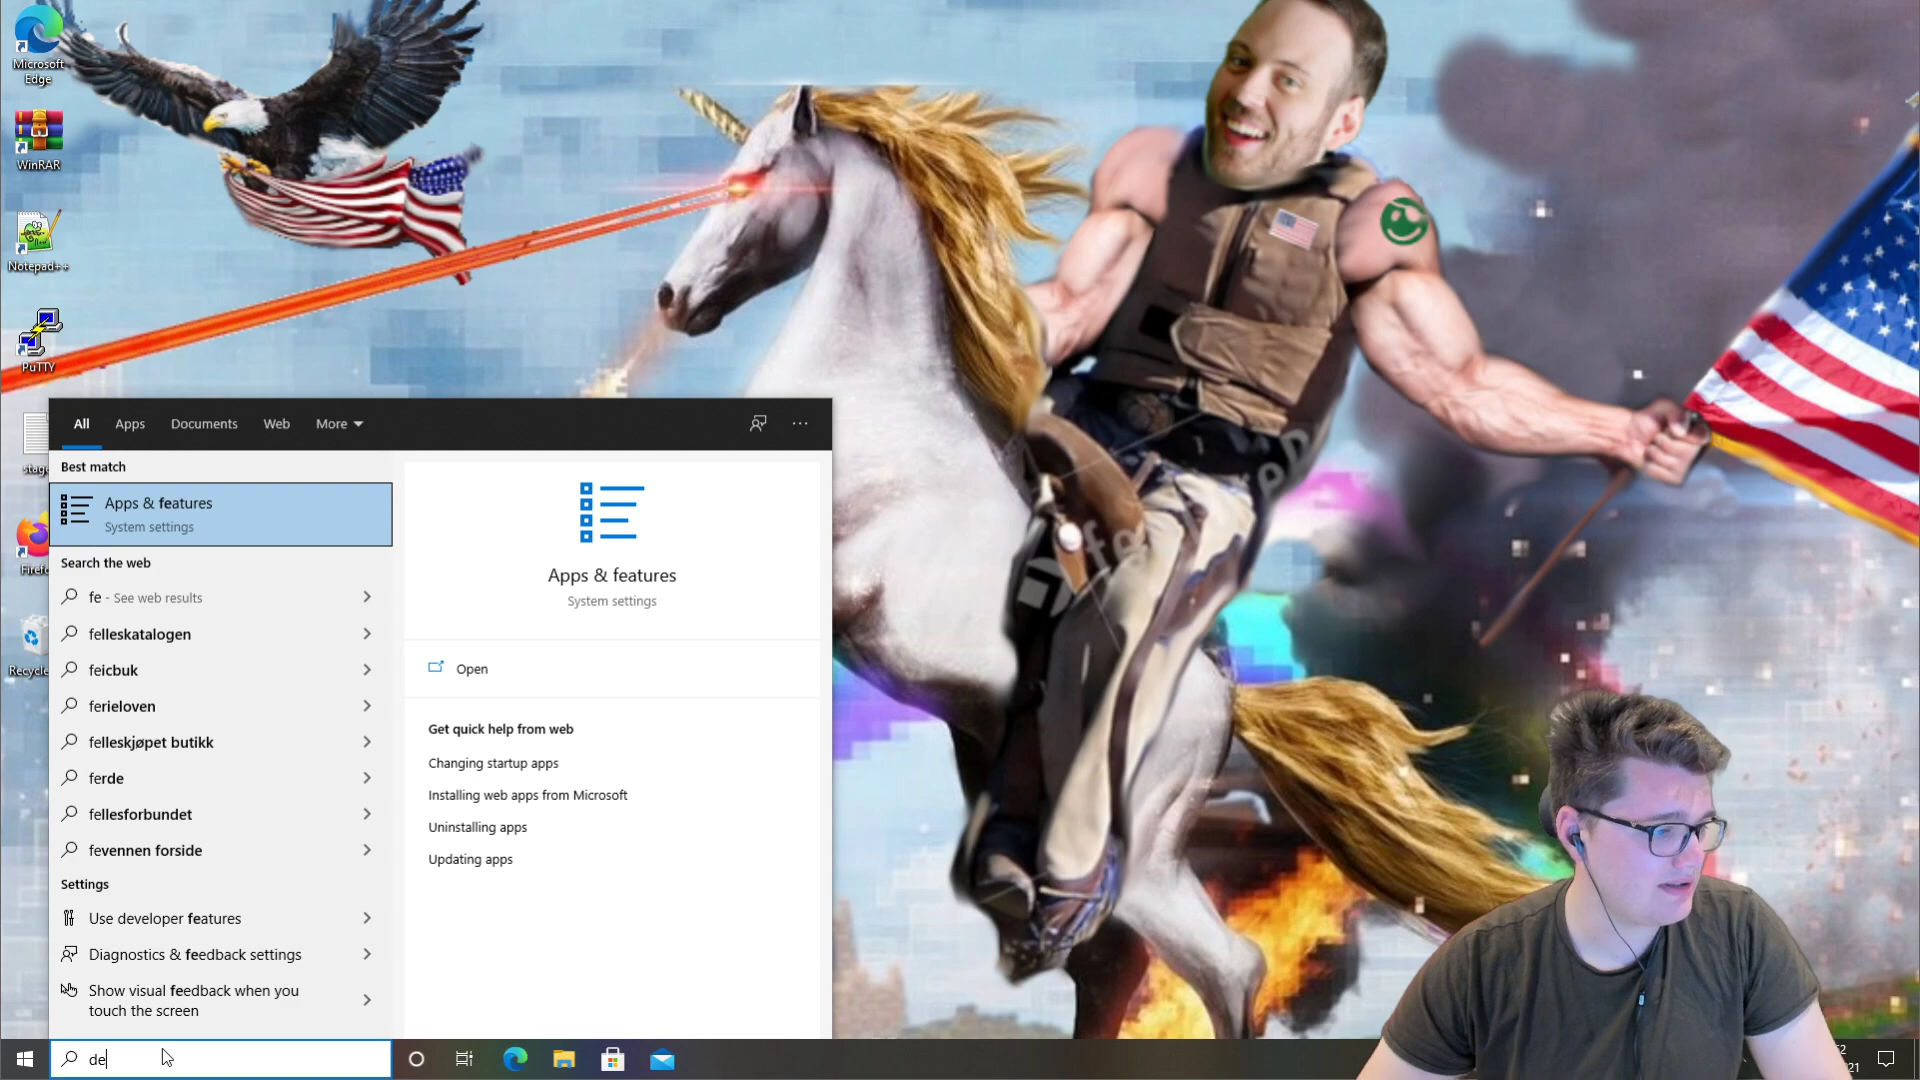 Microsoft
Edge
WinRAR
Notepad++
PuTTY
Recycle
All
Apps
Documents
Web
More
Best match
Apps & features
System settings
Search the web
fe - See web results
felleskatalogen
feicbuk
ferieloven
felleskjøpet butikk
ferde
fellesforbundet
fevennen forside
Settings
Use developer features
Diagnostics & feedback settings
Show visual feedback when you
touch the screen
Apps & features
System settings
Open
Get quick help from web
Changing startup apps
Installing web apps from Microsoft
Uninstalling apps
Updating apps
de